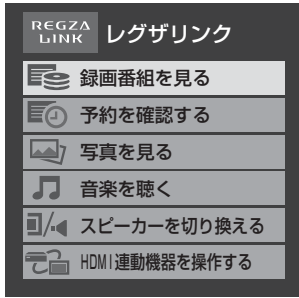 REGZA
LINK レグザリンク
録画番組を見る
予約を確認する
写真を見る
音楽を聴く
スピーカーを切り換える
HDMI連動機器を操作する